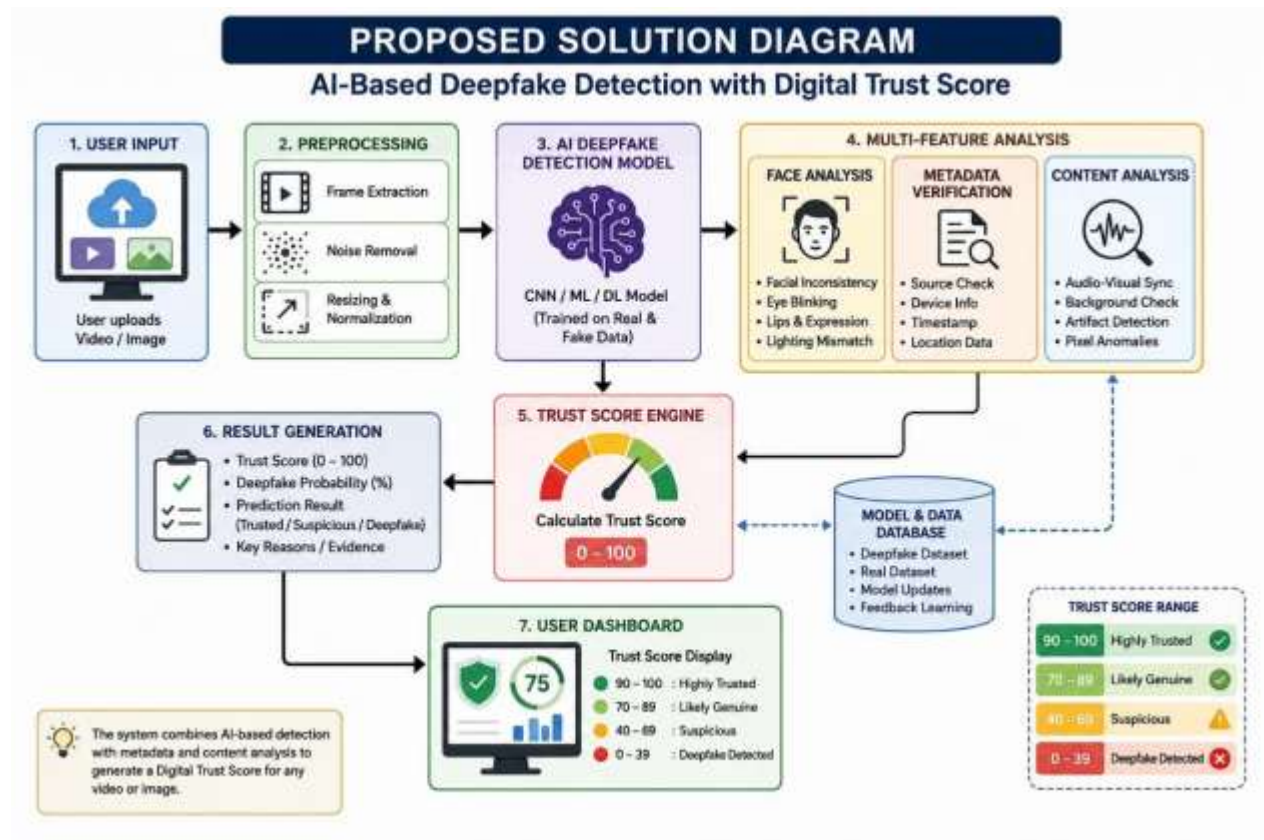 PROPOSED SOLUTION DIAGRAM
AI-Based Deepfake Detection with Digital Trust Score
1. USER INPUT
User uploads
Video / Image
2. PREPROCESSING
Frame Extraction
Noise Removal
Resizing &
Normalization
3. AI DEEPFAKE
DETECTION MODEL
CNN / ML / DL Model
(Trained on Real &
Fake Data)
4. MULTI-FEATURE ANALYSIS
FACE ANALYSIS
• Facial Inconsistency
• Eye Blinking
• Lips & Expression
• Lighting Mismatch
METADATA
VERIFICATION
• Source Check
• Device Info
• Timestamp
• Location Data
CONTENT ANALYSIS
• Audio-Visual Sync
• Background Check
• Artifact Detection
• Pixel Anomalies
5. TRUST SCORE ENGINE
Calculate Trust Score
0 – 100
6. RESULT GENERATION
• Trust Score (0 – 100)
• Deepfake Probability (%)
• Prediction Result
(Trusted / Suspicious / Deepfake)
• Key Reasons / Evidence
MODEL & DATA
DATABASE
• Deepfake Dataset
• Real Dataset
• Model Updates
• Feedback Learning
7. USER DASHBOARD
75
Trust Score Display
90 – 100 : Highly Trusted
70 – 89 : Likely Genuine
40 – 69 : Suspicious
0 – 39 : Deepfake Detected
TRUST SCORE RANGE
90 – 100 Highly Trusted
70 – 89 Likely Genuine
40 – 69 Suspicious
0 – 39 Deepfake Detected
The system combines AI-based detection
with metadata and content analysis to
generate a Digital Trust Score for any
video or image.